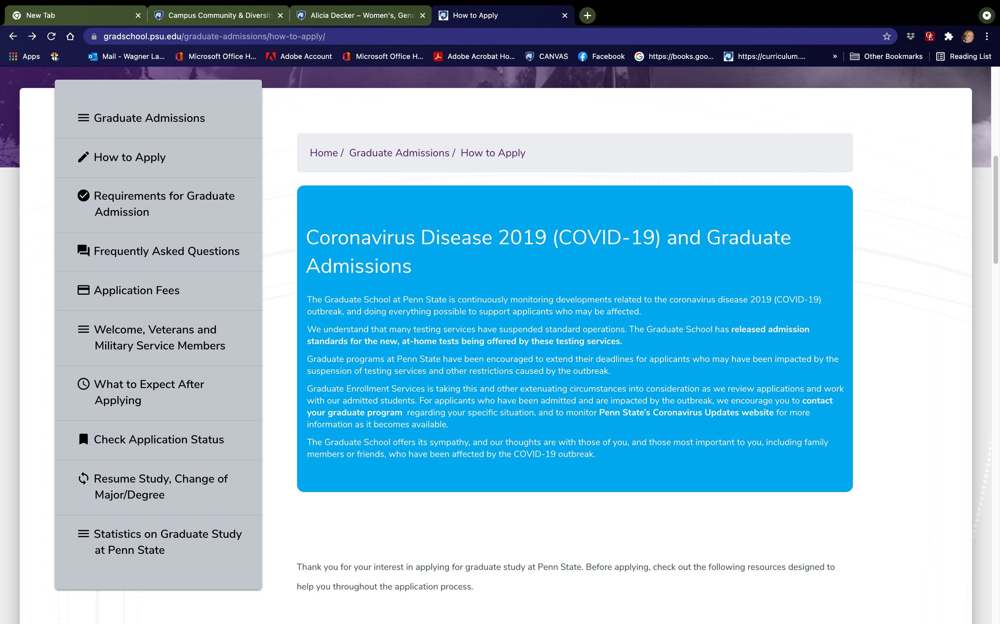 New Tab
Campus Community & Diversit
Alicia Decker – Women's, Gend
How to Apply
gradschool.psu.edu/graduate-admissions/how-to-apply/
Apps
Mail - Wagner La...
Microsoft Office H...
Adobe Account
Microsoft Office H...
Adobe Acrobat Ho...
CANVAS
Facebook
https://books.goo...
https://curriculum....
»
Other Bookmarks
Reading List
Graduate Admissions
How to Apply
Requirements for Graduate
Admission
Frequently Asked Questions
Application Fees
Welcome, Veterans and
Military Service Members
What to Expect After
Applying
Check Application Status
Resume Study, Change of
Major/Degree
Statistics on Graduate Study
at Penn State
Home / Graduate Admissions / How to Apply
Coronavirus Disease 2019 (COVID-19) and Graduate
Admissions
The Graduate School at Penn State is continuously monitoring developments related to the coronavirus disease 2019 (COVID-19)
outbreak, and doing everything possible to support applicants who may be affected.
We understand that many testing services have suspended standard operations. The Graduate School has released admission
standards for the new, at-home tests being offered by these testing services.
Graduate programs at Penn State have been encouraged to extend their deadlines for applicants who may have been impacted by the
suspension of testing services and other restrictions caused by the outbreak.
Graduate Enrollment Services is taking this and other extenuating circumstances into consideration as we review applications and work
with our admitted students. For applicants who have been admitted and are impacted by the outbreak, we encourage you to contact
your graduate program regarding your specific situation, and to monitor Penn State’s Coronavirus Updates website for more
information as it becomes available.
The Graduate School offers its sympathy, and our thoughts are with those of you, and those most important to you, including family
members or friends, who have been affected by the COVID-19 outbreak.
Thank you for your interest in applying for graduate study at Penn State. Before applying, check out the following resources designed to
help you throughout the application process.